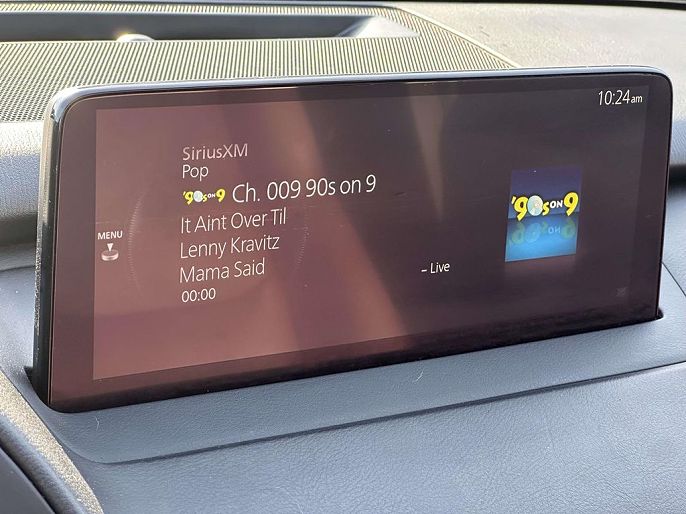 10:24am
SiriusXM
Pop
'90s on 9 Ch. 009 90s on 9
It Aint Over Til
Lenny Kravitz
Mama Said
00:00
MENU
– Live
'90s ON 9